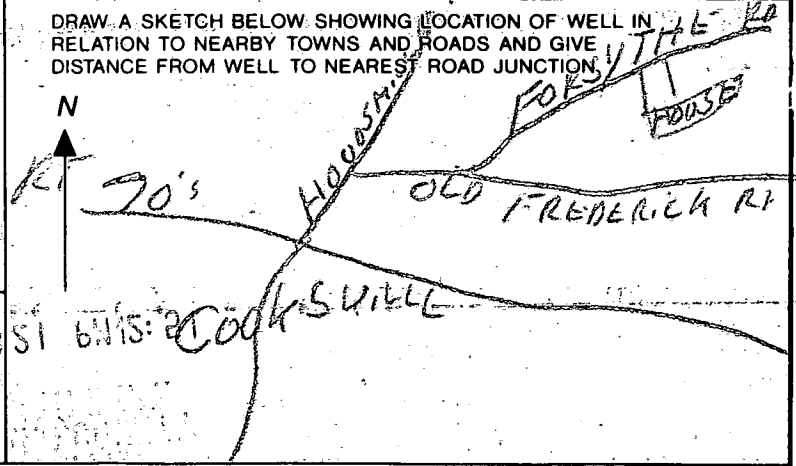 DRAW A SKETCH BELOW SHOWING LOCATION OF WELL IN
RELATION TO NEARBY TOWNS AND ROADS AND GIVE
DISTANCE FROM WELL TO NEAREST ROAD JUNCTION
FORSYTHE RD
HOUSE
N
RT 70's
OLD FREDERICK Rd
COOKSVILLE